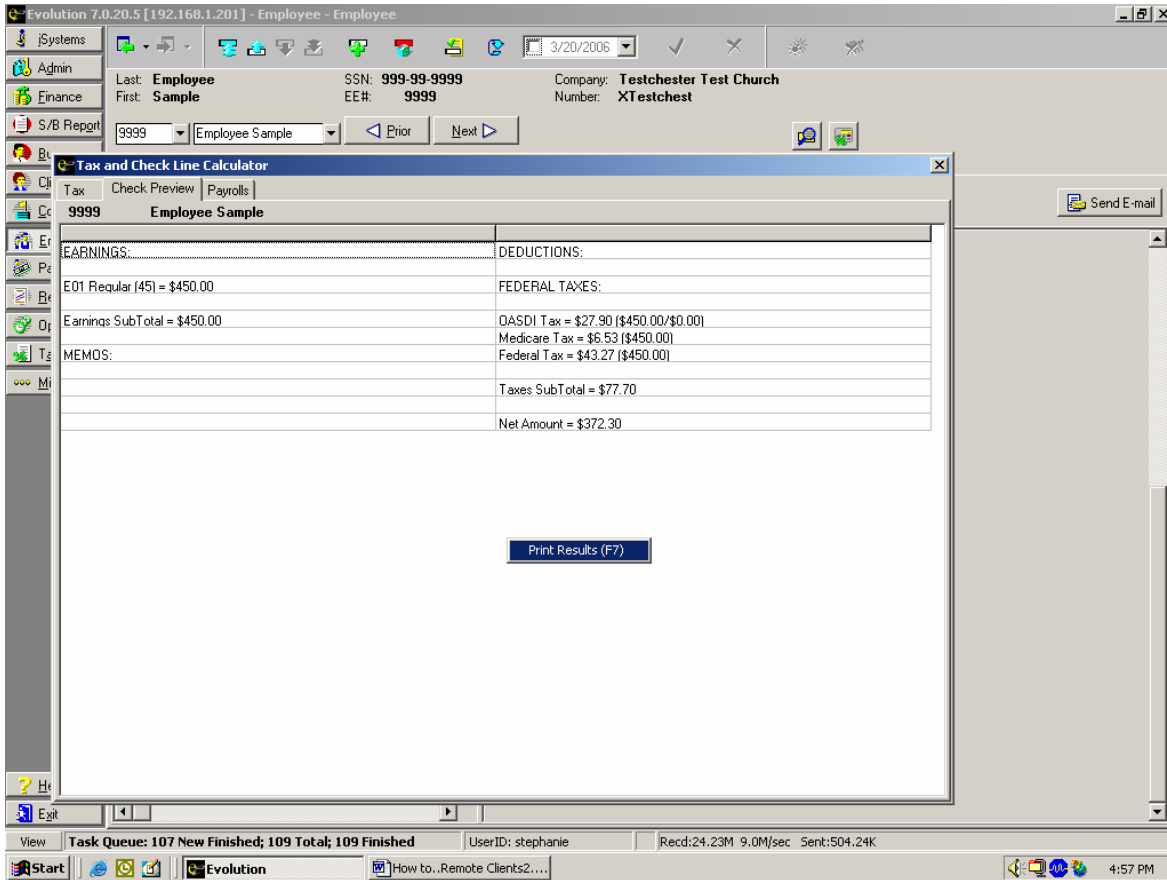 Evolution 7.0.20.5 [192.168.1.201] - Employee - Employee
iSystems
Admin
Finance
S/B Report
3/20/2006
Last: Employee SSN: 999-99-9999 Company: Testchester Test Church
First: Sample EE#: 9999 Number: XTestchest
9999 Employee Sample Prior Next
Send E-mail
Tax and Check Line Calculator
Tax Check Preview Payrolls
9999 Employee Sample
EARNINGS: DEDUCTIONS:
E01 Regular (45) = $450.00 FEDERAL TAXES:
Earnings SubTotal = $450.00 OASDI Tax = $27.90 ($450.00/$0.00)
Medicare Tax = $6.53 ($450.00)
MEMOS: Federal Tax = $43.27 ($450.00)
Taxes SubTotal = $77.70
Net Amount = $372.30
Print Results (F7)
Exit
View Task Queue: 107 New Finished; 109 Total; 109 Finished UserID: stephanie Recd:24.23M 9.0M/sec Sent:504.24K
Start Evolution How to..Remote Clients2.... 4:57 PM